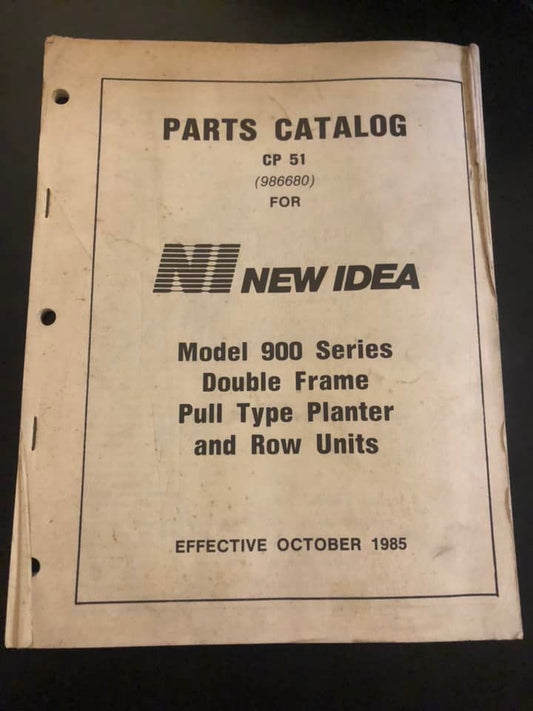 PARTS CATALOG
CP 51
(986680)
FOR
NI NEW IDEA
Model 900 Series
Double Frame
Pull Type Planter
and Row Units
EFFECTIVE OCTOBER 1985